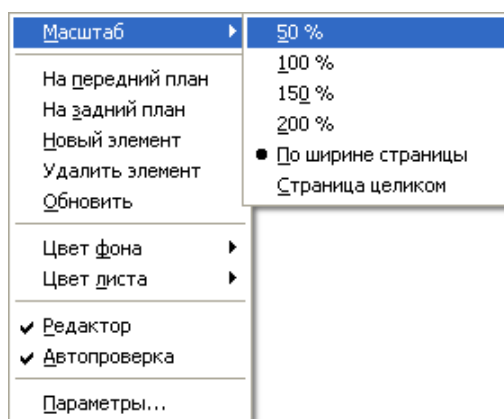 Масштаб
На передний план
На задний план
Новый элемент
Удалить элемент
Обновить
Цвет фона
Цвет листа
Редактор
Автопроверка
Параметры...
50 %
100 %
150 %
200 %
По ширине страницы
Страница целиком